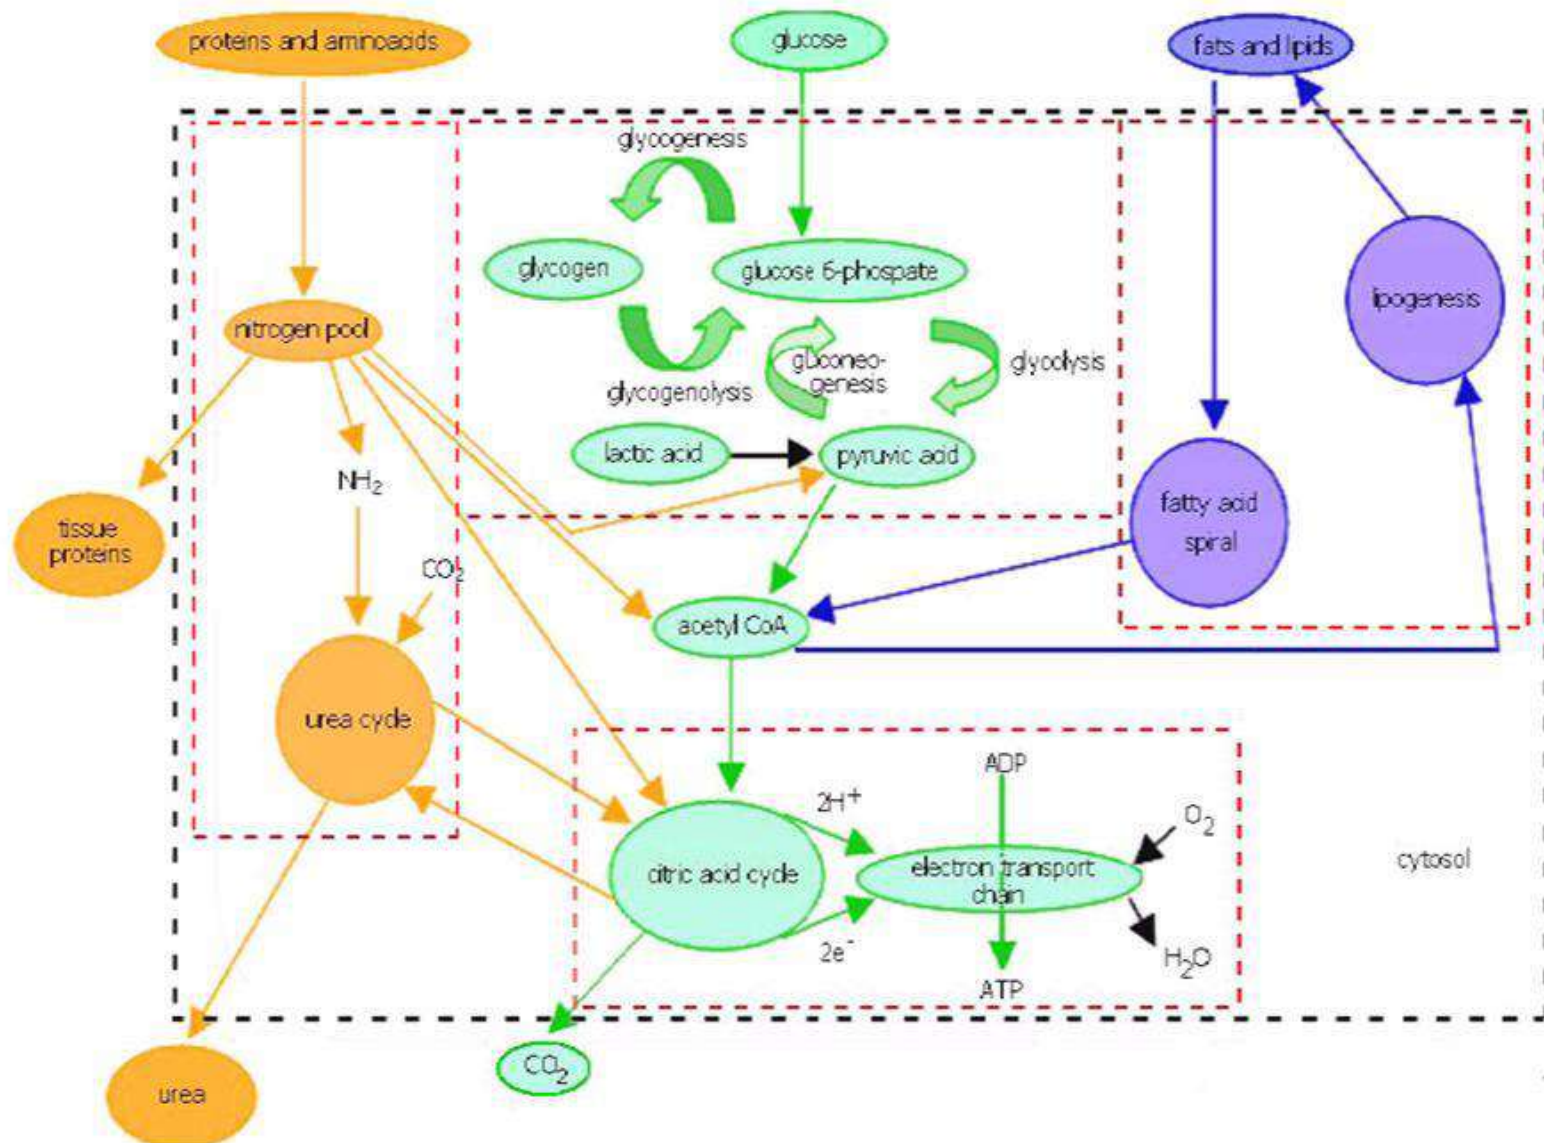 proteins and aminoacids
glucose
fats and lipids
glycogenesis
glycogen
glucose 6-phospate
lipogenesis
nitrogen pool
gluconeo-
genesis
glycolysis
glycogenolysis
lactic acid
pyruvic acid
NH₂
fatty acid
spiral
tissue
proteins
CO₂
acetyl CoA
urea cycle
ADP
2H⁺
O₂
citric acid cycle
electron transport
chain
cytosol
2e⁻
H₂O
ATP
CO₂
urea